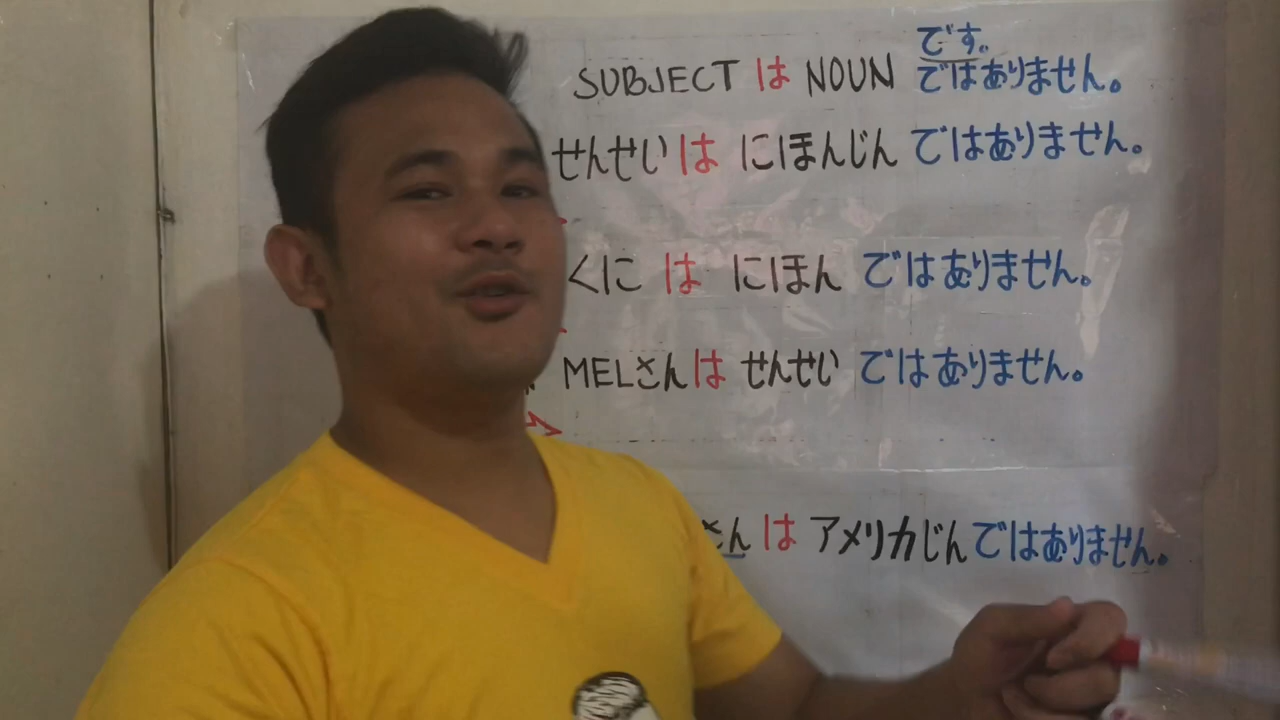 です。
SUBJECT は NOUN ではありません。
せんせい は にほんじん ではありません。
くに は にほん ではありません。
MELさん は せんせい ではありません。
さん は アメリカじん ではありません。